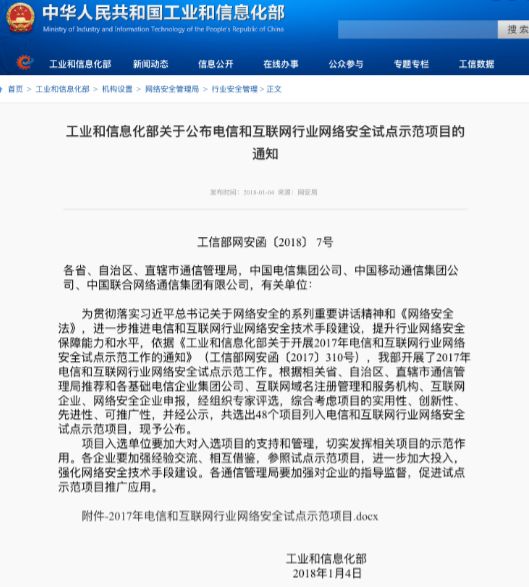 中华人民共和国工业和信息化部
Ministry of Industry and Information Technology of the People's Republic of China
搜 索
工业和信息化部 新闻动态 信息公开 在线办事 公众参与 专题专栏 工信数据
首页 > 工业和信息化部 > 机构设置 > 网络安全管理局 > 行业安全管理 > 正文
工业和信息化部关于公布电信和互联网行业网络安全试点示范项目的
通知
发布时间：2018-01-04 来源：网安局
工信部网安函〔2018〕 7号
各省、自治区、直辖市通信管理局，中国电信集团公司、中国移动通信集团公
司、中国联合网络通信集团有限公司，有关单位：
为贯彻落实习近平总书记关于网络安全的系列重要讲话精神和《网络安全
法》，进一步推进电信和互联网行业网络安全技术手段建设，提升行业网络安全
保障能力和水平，依据《工业和信息化部关于开展2017年电信和互联网行业网络
安全试点示范工作的通知》（工信部网安函〔2017〕310号），我部开展了2017年
电信和互联网行业网络安全试点示范工作。根据相关省、自治区、直辖市通信管
理局推荐和各基础电信企业集团公司、互联网域名注册管理和服务机构、互联网
企业、网络安全企业申报，经组织专家评选，综合考虑项目的实用性、创新性、
先进性、可推广性，并经公示，共选出48个项目列入电信和互联网行业网络安全
试点示范项目，现予公布。
项目入选单位要加大对入选项目的支持和管理，切实发挥相关项目的示范作
用。各企业要加强经验交流、相互借鉴，参照试点示范项目，进一步加大投入，
强化网络安全技术手段建设。各通信管理局要加强对企业的指导监督，促进试点
示范项目推广应用。
附件-2017年电信和互联网行业网络安全试点示范项目.docx
工业和信息化部
2018年1月4日